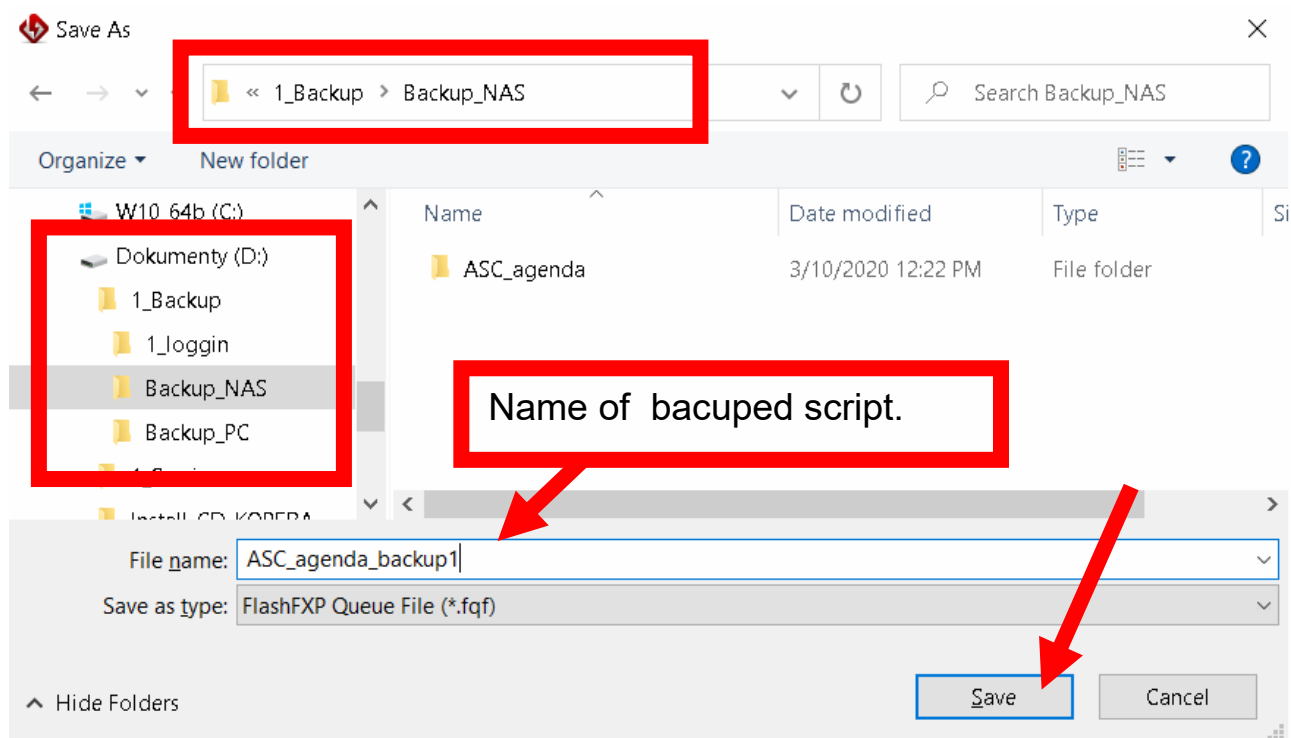 Save As
« 1_Backup > Backup_NAS
Search Backup_NAS
Organize
New folder
?
W10_64b (C:)
Dokumenty (D:)
1_Backup
1_loggin
Backup_NAS
Backup_PC
Name
Date modified
Type
Si
ASC_agenda
3/10/2020 12:22 PM
File folder
Name of bacuped script.
File name: ASC_agenda_backup1
Save as type: FlashFXP Queue File (*.fqf)
Hide Folders
Save
Cancel